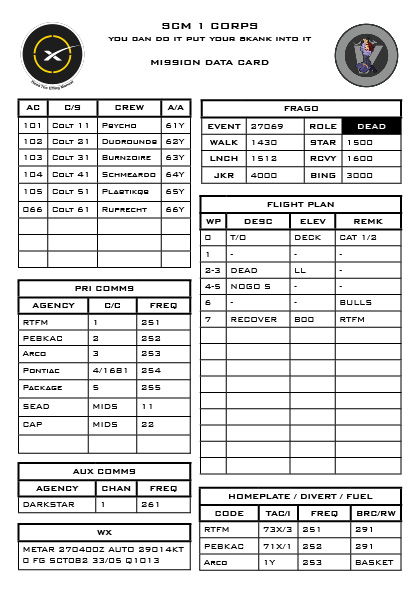 SCM 1 CORPS
YOU CAN DO IT PUT YOUR SKANK INTO IT
MISSION DATA CARD
AC C/S CREW A/A
101 COLT 11 PSYCHO 61Y
102 COLT 21 DUDROUNDS 62Y
103 COLT 31 BURNZOIRE 63Y
104 COLT 41 SCHMEARDO 64Y
105 COLT 51 PLASTIKQS 65Y
066 COLT 61 RUPRECHT 66Y
PRI COMMS
AGENCY C/C FREQ
RTFM 1 251
PEBKAC 2 252
ARCO 3 253
PONTIAC 4/1681 254
PACKAGE 5 255
SEAD MIDS 11
CAP MIDS 22
AUX COMMS
AGENCY CHAN FREQ
DARKSTAR 1 261
WX
METAR 270400Z AUTO 29014KT
0 FG SCT082 33/05 Q1013
FRAGO
EVENT 27069 ROLE DEAD
WALK 1430 STAR 1500
LNCH 1512 RCVY 1600
JKR 4000 BING 3000
FLIGHT PLAN
WP DESC ELEV REMK
0 T/O DECK CAT 1/2
1 - - -
2-3 DEAD LL -
4-5 NOGO 5 - -
6 - - BULLS
7 RECOVER 800 RTFM
HOMEPLATE / DIVERT / FUEL
CODE TAC/I FREQ BRC/RW
RTFM 73X/3 251 291
PEBKAC 71X/1 252 291
ARCO 1Y 253 BASKET